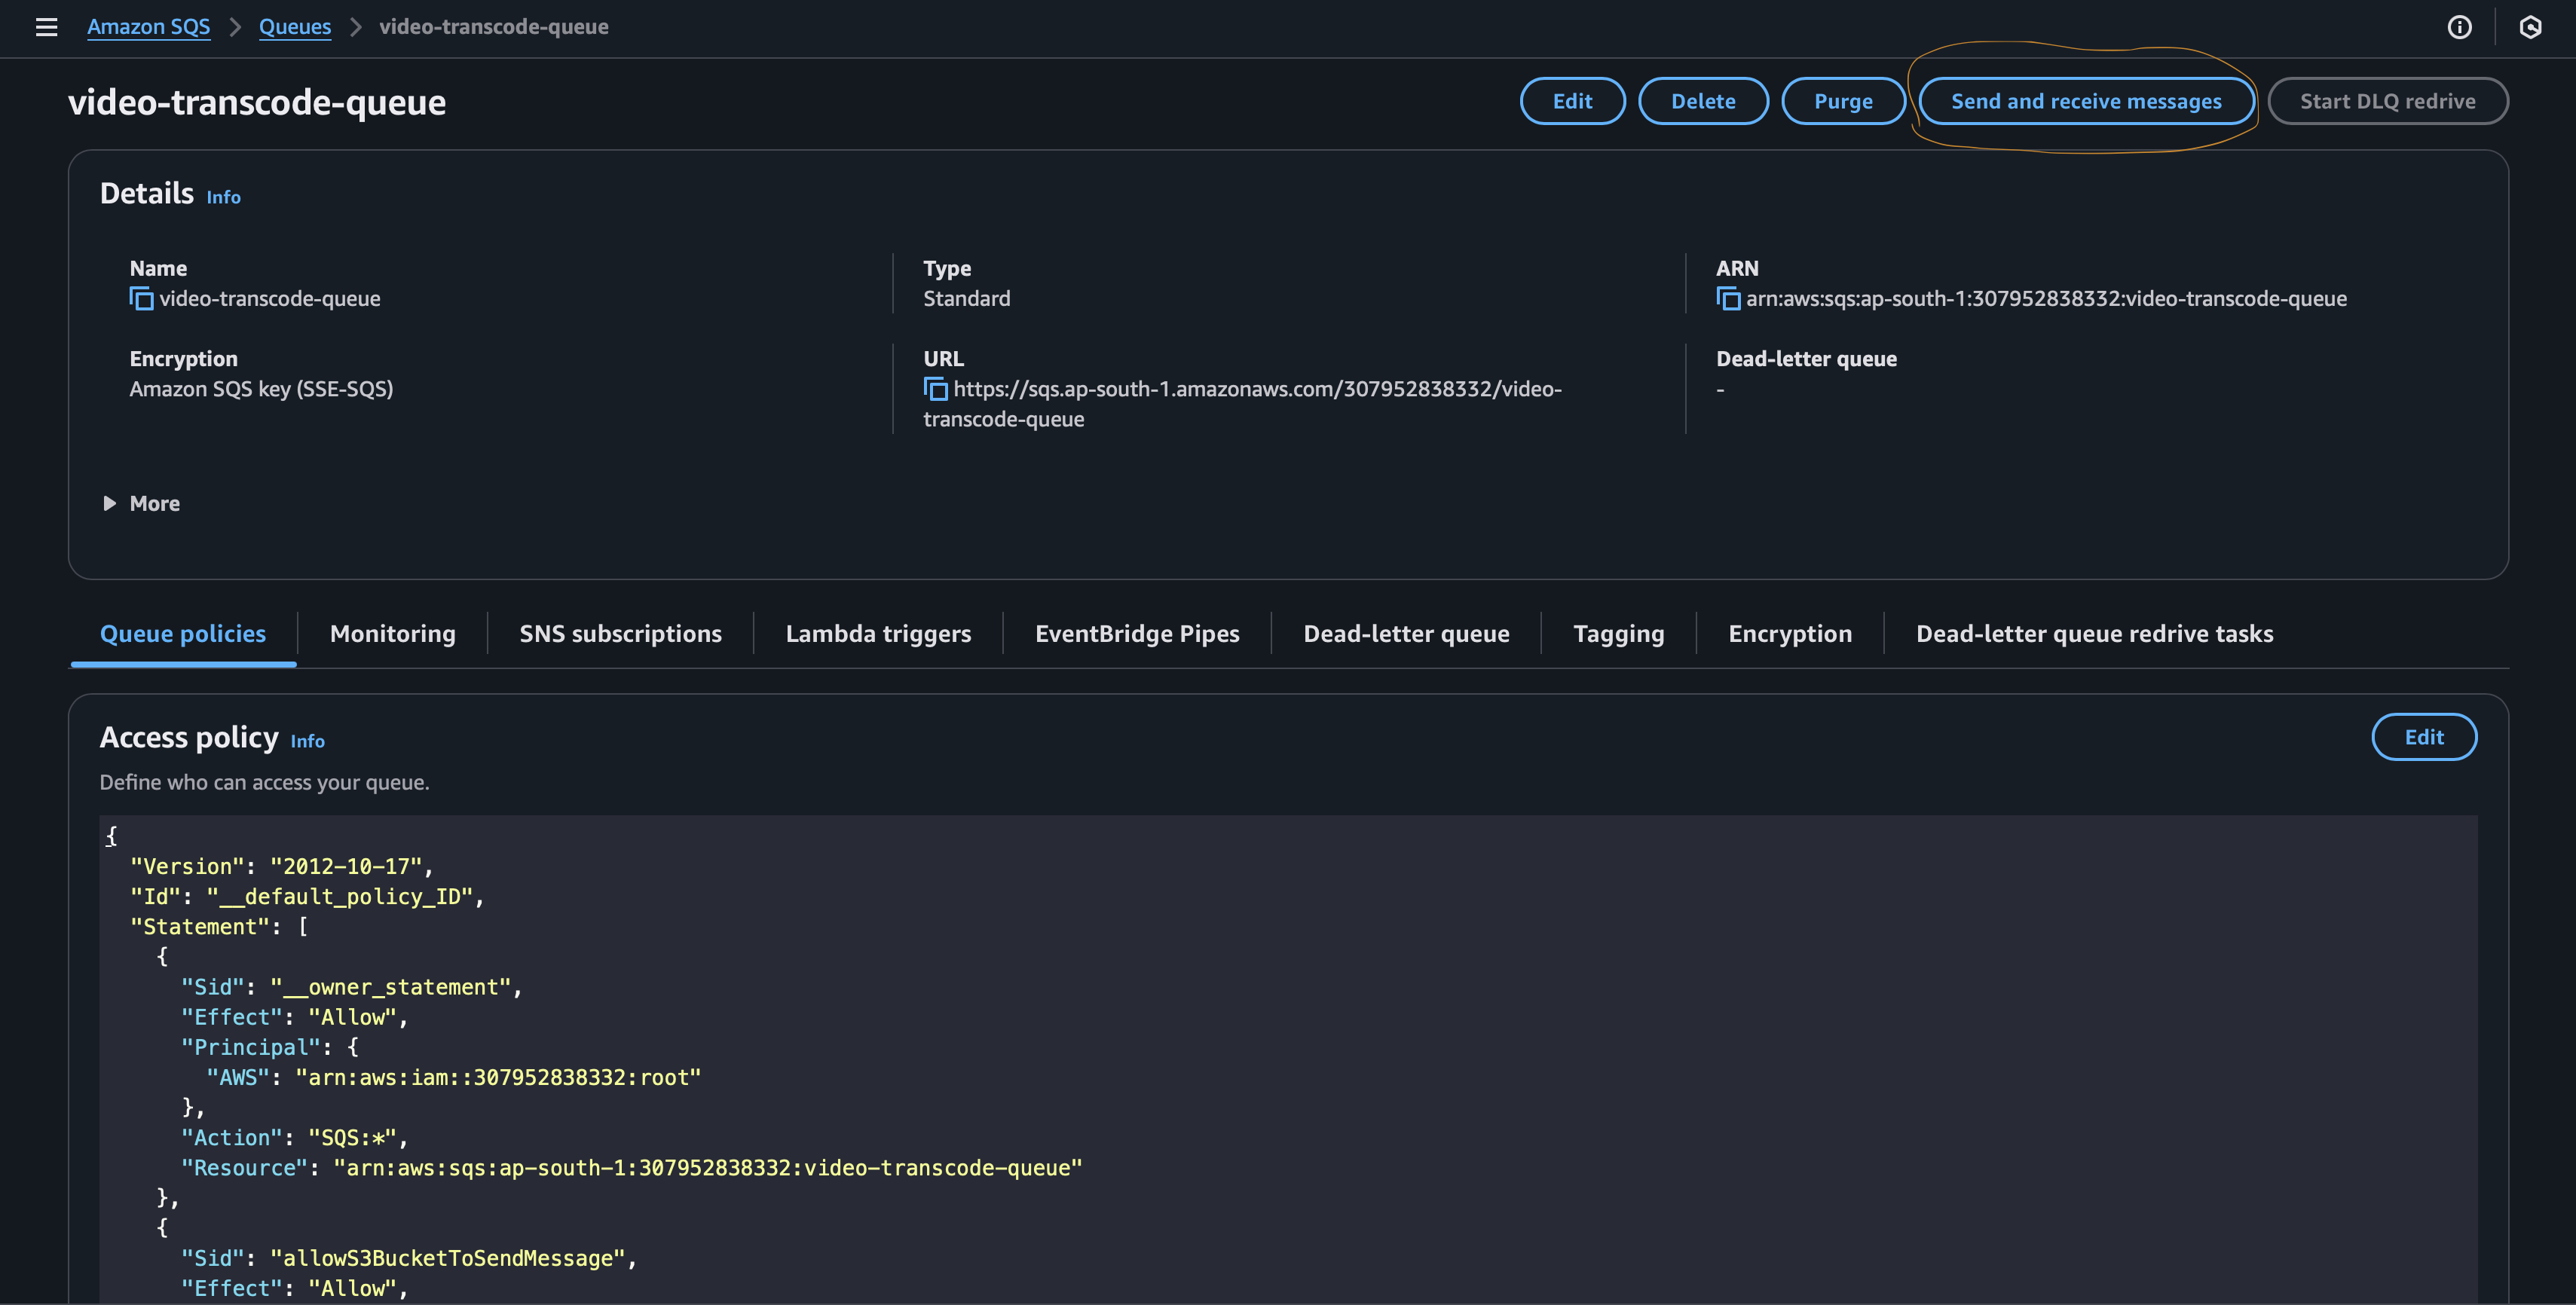 Amazon SQS > Queues > video-transcode-queue
video-transcode-queue
Edit Delete Purge Send and receive messages Start DLQ redrive
Details Info
Name
video-transcode-queue
Type
Standard
ARN
arn:aws:sqs:ap-south-1:307952838332:video-transcode-queue
Encryption
Amazon SQS key (SSE-SQS)
URL
https://sqs.ap-south-1.amazonaws.com/307952838332/video-
transcode-queue
Dead-letter queue
-
More
Queue policies Monitoring SNS subscriptions Lambda triggers EventBridge Pipes Dead-letter queue Tagging Encryption Dead-letter queue redrive tasks
Access policy Info
Edit
Define who can access your queue.
{
"Version": "2012-10-17",
"Id": "__default_policy_ID",
"Statement": [
{
"Sid": "__owner_statement",
"Effect": "Allow",
"Principal": {
"AWS": "arn:aws:iam::307952838332:root"
},
"Action": "SQS:*",
"Resource": "arn:aws:sqs:ap-south-1:307952838332:video-transcode-queue"
},
{
"Sid": "allowS3BucketToSendMessage",
"Effect": "Allow",